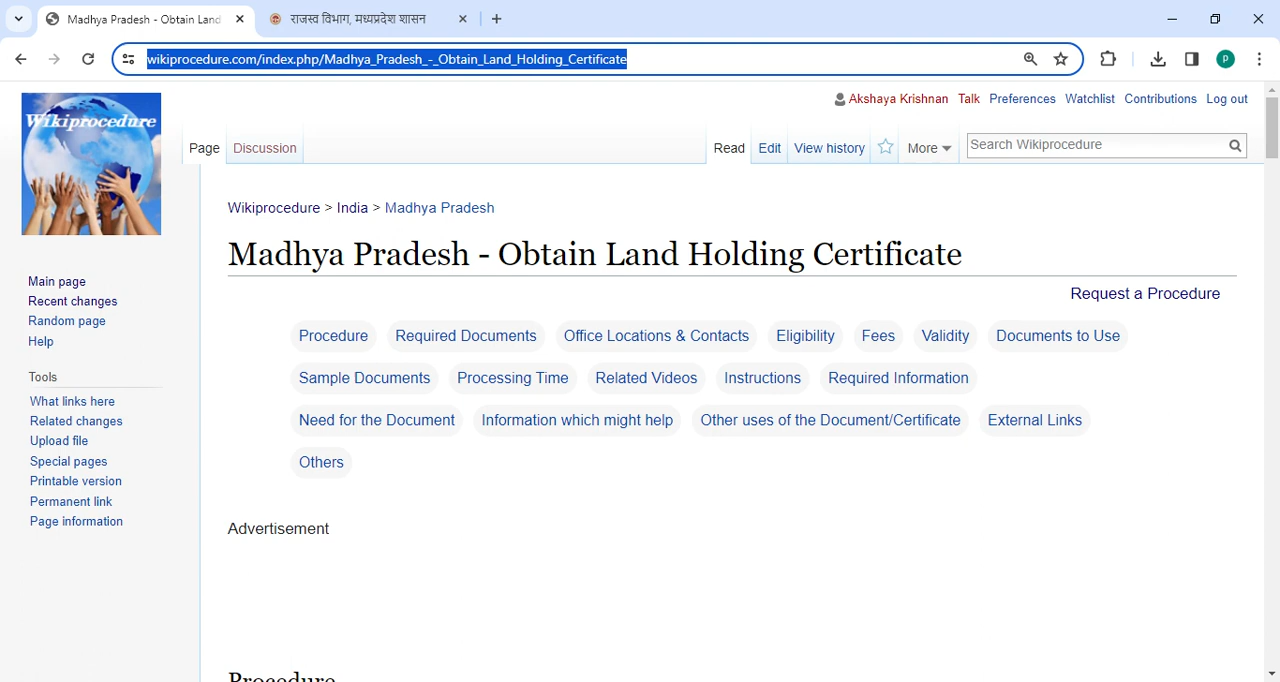 Madhya Pradesh - Obtain Land
राजस्व विभाग, मध्यप्रदेश शासन
wikiprocedure.com/index.php/Madhya_Pradesh_-_Obtain_Land_Holding_Certificate
P
Wikiprocedure
Akshaya Krishnan Talk Preferences Watchlist Contributions Log out
Page Discussion Read Edit View history More Search Wikiprocedure
Wikiprocedure > India > Madhya Pradesh
Madhya Pradesh - Obtain Land Holding Certificate
Request a Procedure
Main page
Recent changes
Random page
Help
Tools
What links here
Related changes
Upload file
Special pages
Printable version
Permanent link
Page information
Procedure Required Documents Office Locations & Contacts Eligibility Fees Validity Documents to Use
Sample Documents Processing Time Related Videos Instructions Required Information
Need for the Document Information which might help Other uses of the Document/Certificate External Links
Others
Advertisement
Procedure